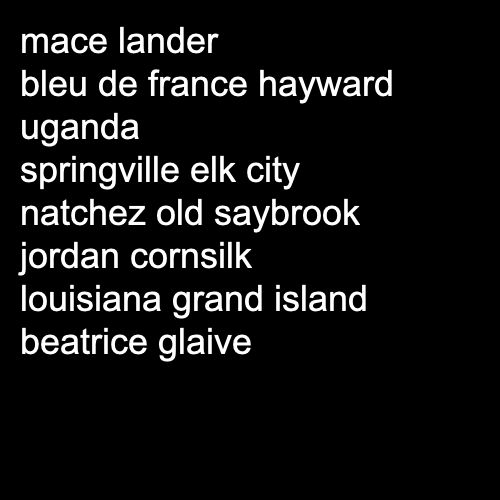 mace lander
bleu de france hayward
uganda
springville elk city
natchez old saybrook
jordan cornsilk
louisiana grand island
beatrice glaive